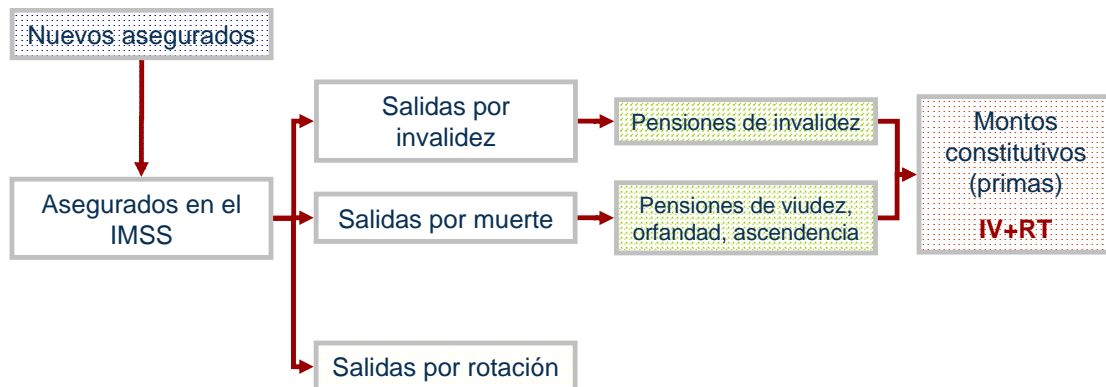 Nuevos asegurados
Asegurados en el
IMSS
Salidas por
invalidez
Salidas por muerte
Salidas por rotación
Pensiones de invalidez
Pensiones de viudez,
orfandad, ascendencia
Montos
constitutivos
(primas)
IV+RT